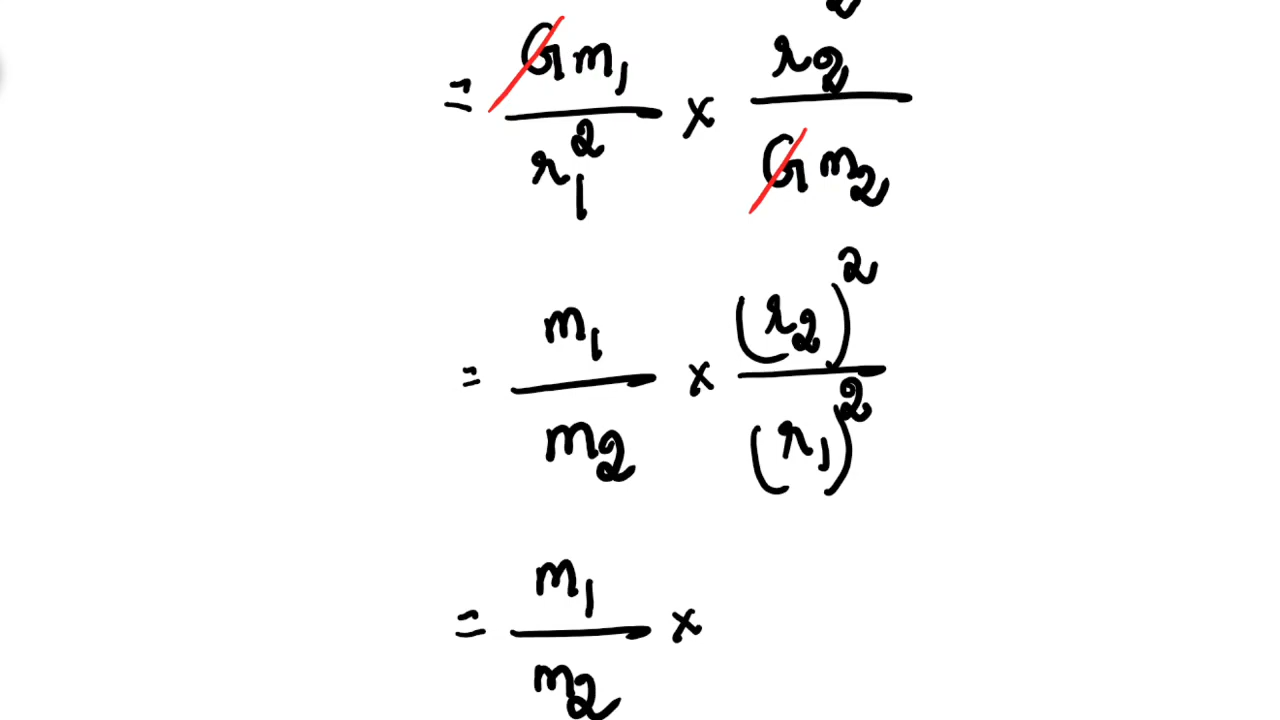 = Gm₁/r₁² × r₂²/Gm₂
= m₁/m₂ × (r₂)²/(r₁)²
= m₁/m₂ ×